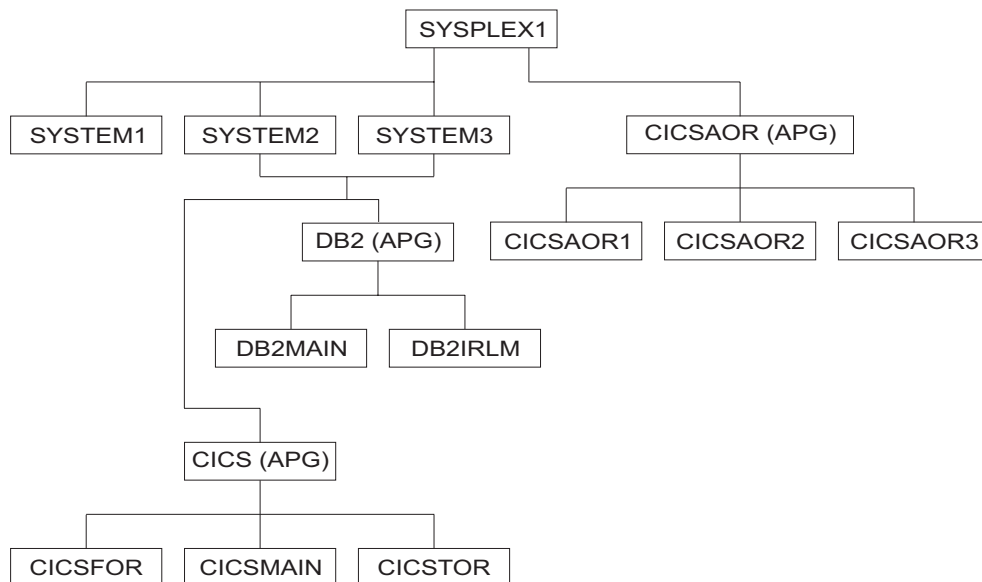 SYSPLEX1
SYSTEM1
SYSTEM2
SYSTEM3
CICSAOR (APG)
DB2 (APG)
CICSAOR1
CICSAOR2
CICSAOR3
DB2MAIN
DB2IRLM
CICS (APG)
CICSFOR
CICSMAIN
CICSTOR